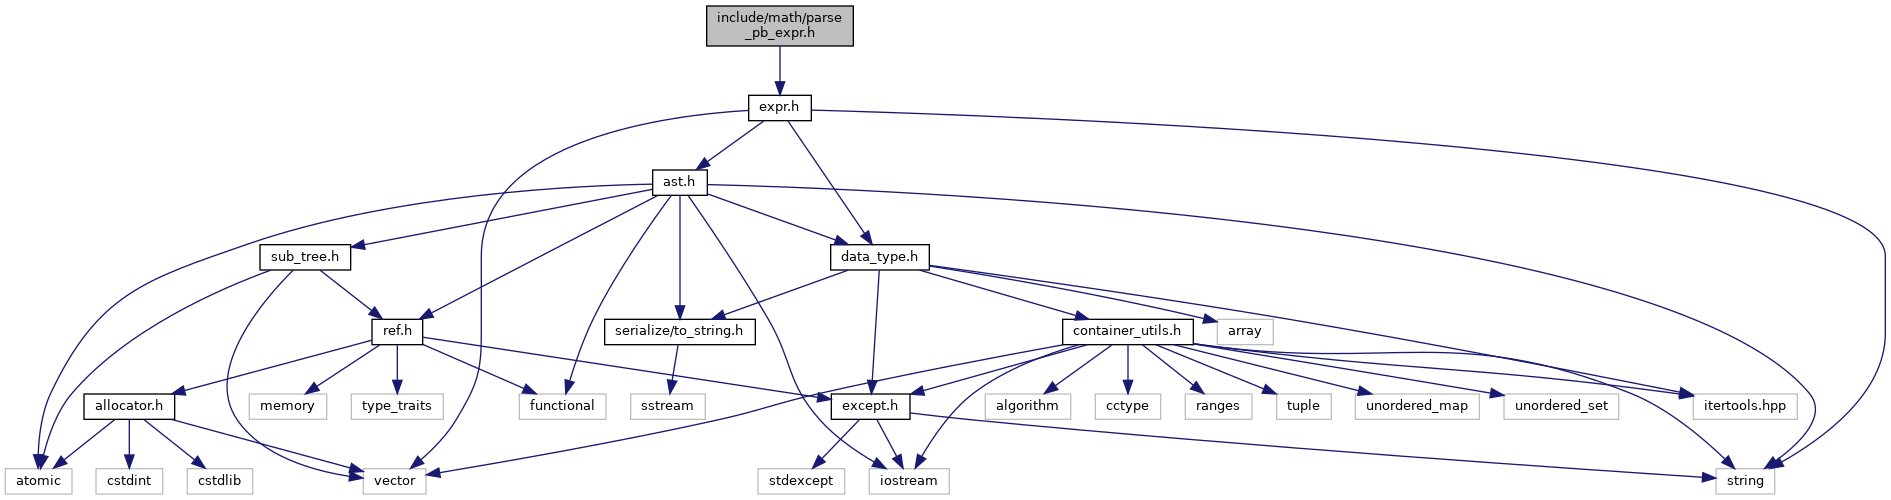 include/math/parse
_pb_expr.h
expr.h
ast.h
sub_tree.h
data_type.h
ref.h
serialize/to_string.h
container_utils.h
array
allocator.h
memory
type_traits
functional
sstream
except.h
algorithm
cctype
ranges
tuple
unordered_map
unordered_set
itertools.hpp
atomic
cstdint
cstdlib
vector
stdexcept
iostream
string